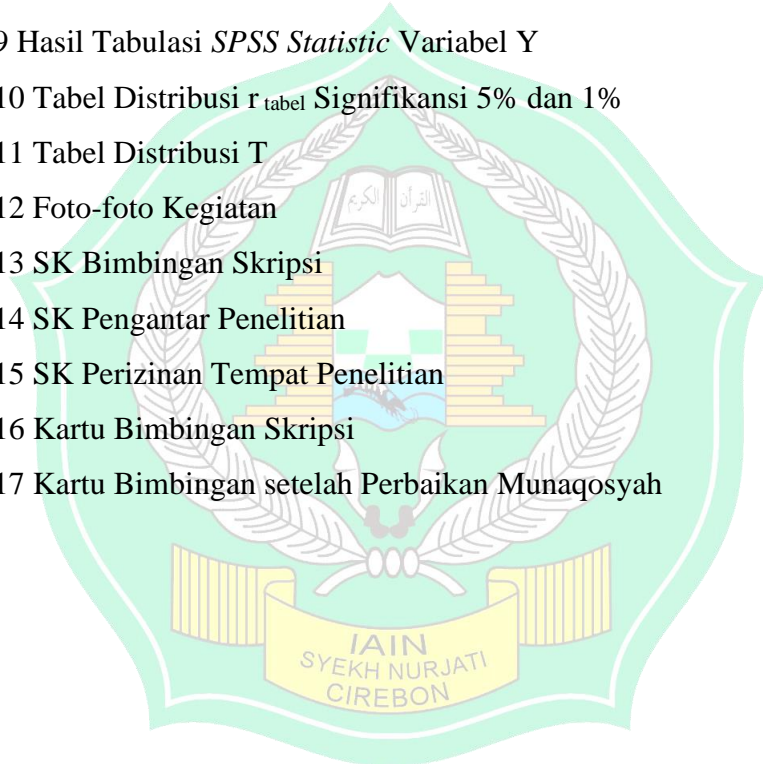 9 Hasil Tabulasi SPSS Statistic Variabel Y
10 Tabel Distribusi r tabel Signifikansi 5% dan 1%
11 Tabel Distribusi T
12 Foto-foto Kegiatan
13 SK Bimbingan Skripsi
14 SK Pengantar Penelitian
15 SK Perizinan Tempat Penelitian
16 Kartu Bimbingan Skripsi
17 Kartu Bimbingan setelah Perbaikan Munaqosyah
القرآن الكريم
IAIN
SYEKH NURJATI
CIREBON